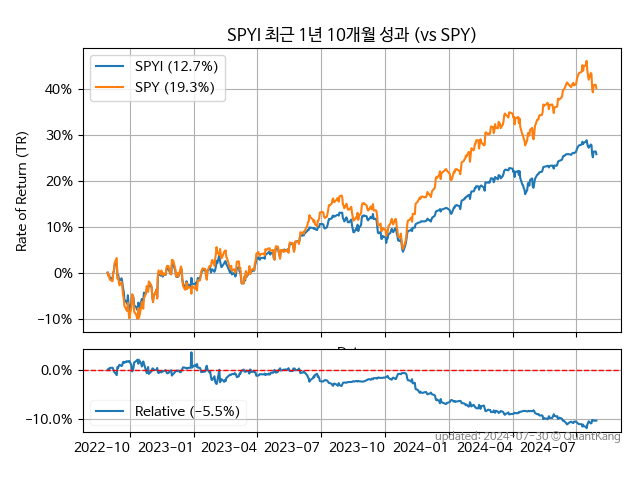 SPYI 최근 1년 10개월 성과 (vs SPY)
SPYI (12.7%)
SPY (19.3%)
Rate of Return (TR)
40%
30%
20%
10%
0%
−10%
0.0%
−10.0%
Relative (−5.5%)
2022−10 2023−01 2023−04 2023−07 2023−10 2024−01 2024−04 2024−07
updated: 2024-07-30 © QuantKang